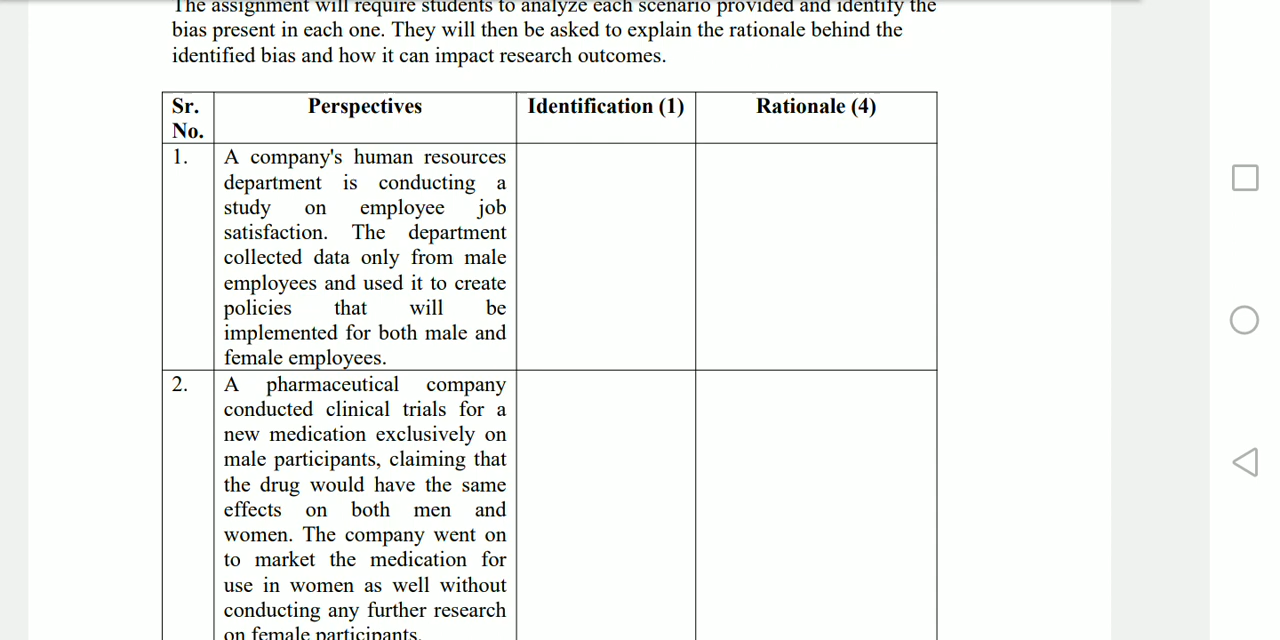 The assignment will require students to analyze each scenario provided and identify the
bias present in each one. They will then be asked to explain the rationale behind the
identified bias and how it can impact research outcomes.
Sr. No.
Perspectives
Identification (1)
Rationale (4)
1.
A company's human resources
department is conducting a
study on employee job
satisfaction. The department
collected data only from male
employees and used it to create
policies that will be
implemented for both male and
female employees.
2.
A pharmaceutical company
conducted clinical trials for a
new medication exclusively on
male participants, claiming that
the drug would have the same
effects on both men and
women. The company went on
to market the medication for
use in women as well without
conducting any further research
on female participants.